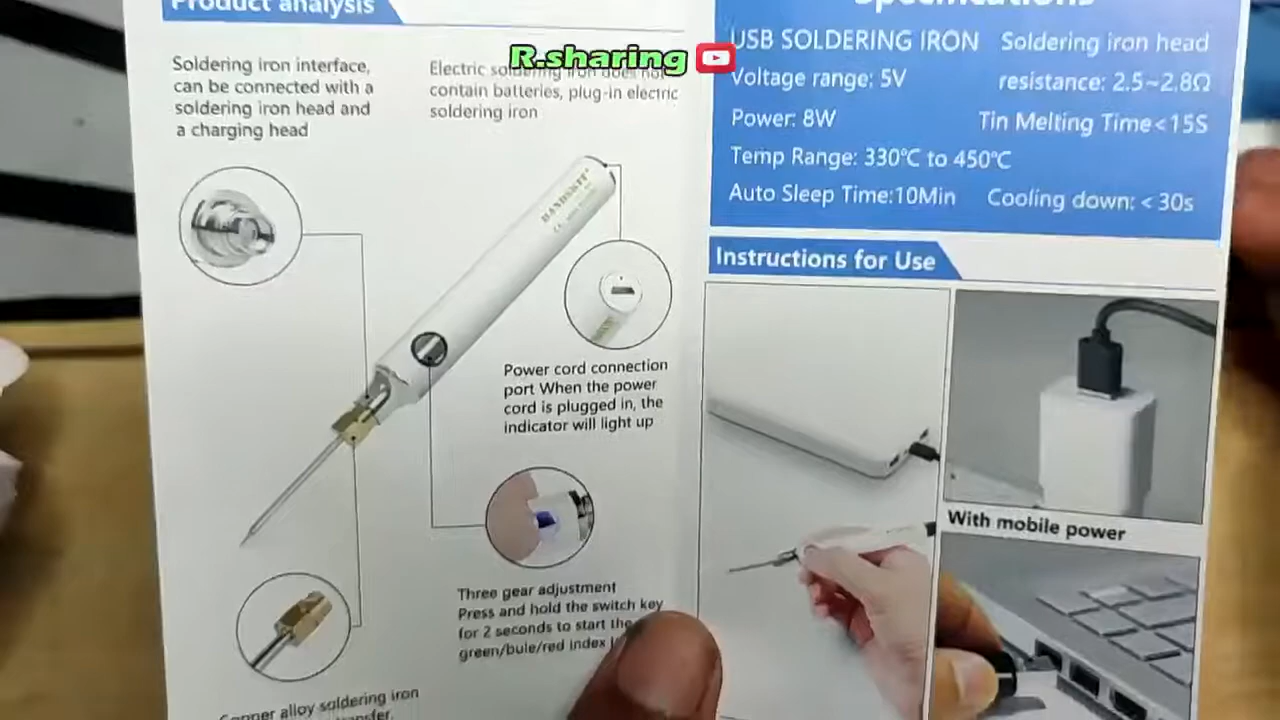 Product analysis
R.sharing
Soldering iron interface,
can be connected with a
soldering iron head and
a charging head
Electric soldering iron does not
contain batteries, plug-in electric
soldering iron
DANDONTT
Power cord connection
port When the power
cord is plugged in, the
indicator will light up
Three gear adjustment
Press and hold the switch key
for 2 seconds to start the
green/bule/red index
Copper alloy soldering iron
Specifications
USB SOLDERING IRON Soldering iron head
Voltage range: 5V resistance: 2.5~2.8Ω
Power: 8W Tin Melting Time<15S
Temp Range: 330℃ to 450℃
Auto Sleep Time:10Min Cooling down: < 30s
Instructions for Use
With mobile power